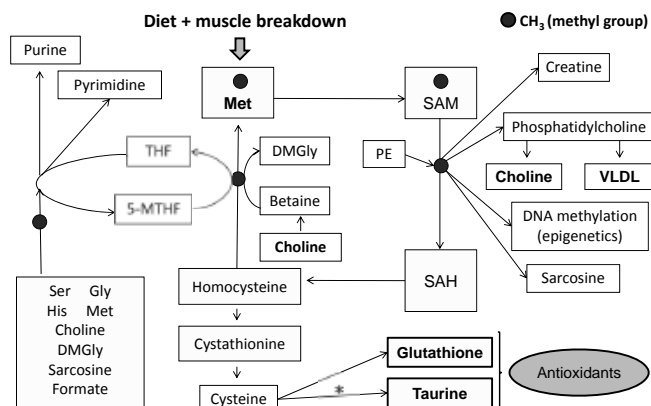 Diet + muscle breakdown
CH₃ (methyl group)
Purine
Pyrimidine
Met
SAM
Creatine
THF
DMGly
PE
Phosphatidylcholine
Choline
VLDL
5-MTHF
Betaine
Choline
DNA methylation
(epigenetics)
Sarcosine
Homocysteine
SAH
Ser Gly
His Met
Choline
DMGly
Sarcosine
Formate
Cystathionine
Cysteine
*
Glutathione
Taurine
Antioxidants